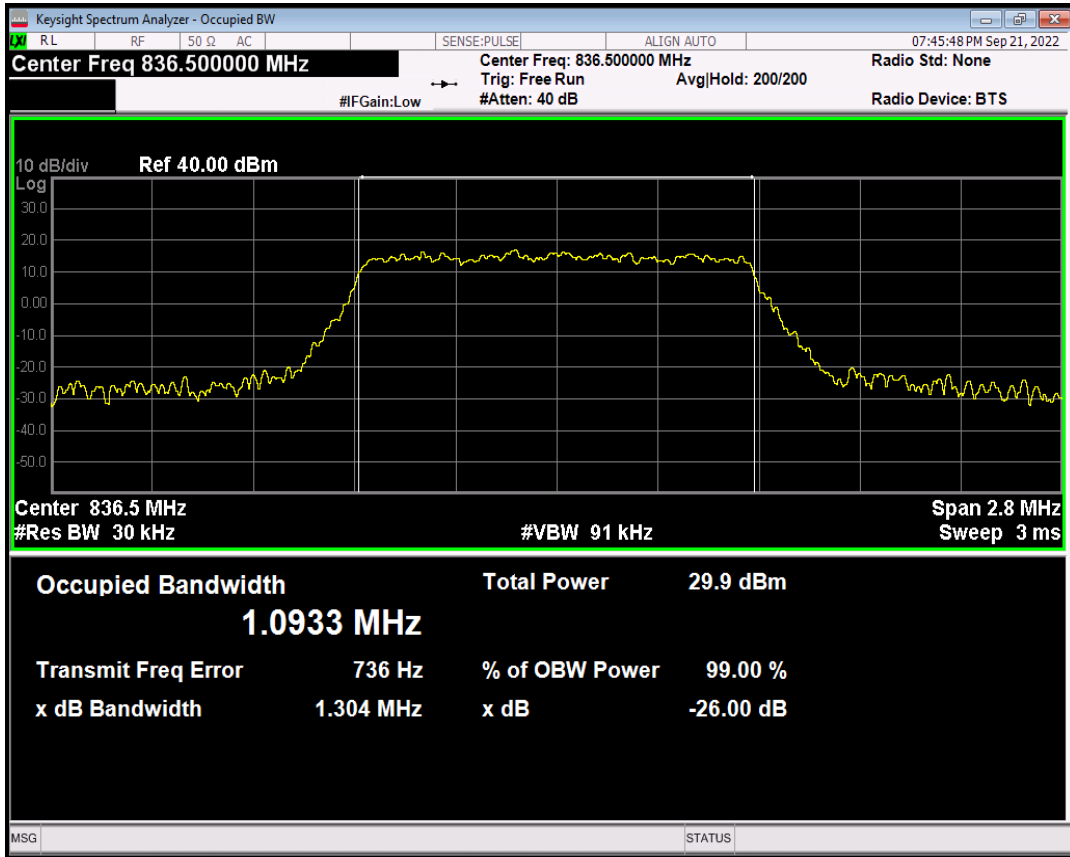 Keysight Spectrum Analyzer - Occupied BW
LXI RL RF 50 Ω AC SENSE:PULSE ALIGN AUTO 07:45:48 PM Sep 21, 2022
Center Freq 836.500000 MHz Center Freq: 836.500000 MHz Radio Std: None
Trig: Free Run Avg|Hold: 200/200
#IFGain:Low #Atten: 40 dB Radio Device: BTS
10 dB/div Ref 40.00 dBm
Log
30.0
20.0
10.0
0.00
-10.0
-20.0
-30.0
-40.0
-50.0
Center 836.5 MHz Span 2.8 MHz
#Res BW 30 kHz #VBW 91 kHz Sweep 3 ms
Occupied Bandwidth Total Power 29.9 dBm
1.0933 MHz
Transmit Freq Error 736 Hz % of OBW Power 99.00 %
x dB Bandwidth 1.304 MHz x dB -26.00 dB
MSG STATUS